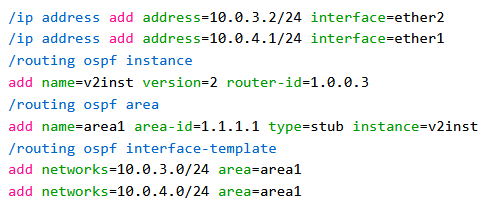 /ip address add address=10.0.3.2/24 interface=ether2
/ip address add address=10.0.4.1/24 interface=ether1
/routing ospf instance
add name=v2inst version=2 router-id=1.0.0.3
/routing ospf area
add name=area1 area-id=1.1.1.1 type=stub instance=v2inst
/routing ospf interface-template
add networks=10.0.3.0/24 area=area1
add networks=10.0.4.0/24 area=area1